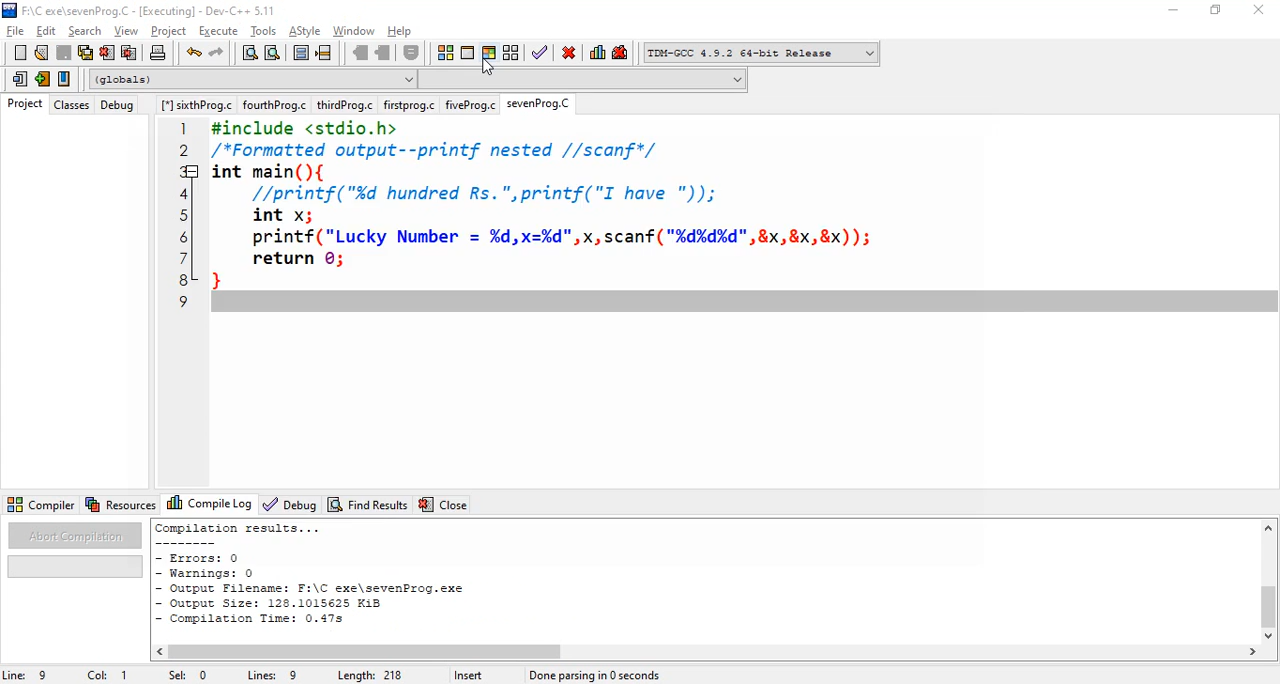 F:\C exe\sevenProg.C - [Executing] - Dev-C++ 5.11
File Edit Search View Project Execute Tools AStyle Window Help
TDM-GCC 4.9.2 64-bit Release
(globals)
Project Classes Debug [*] sixthProg.c fourthProg.c thirdProg.c firstprog.c fiveProg.c sevenProg.C
1 #include <stdio.h>
2 /*Formatted output--printf nested //scanf*/
3 int main(){
4 //printf("%d hundred Rs.",printf("I have "));
5 int x;
6 printf("Lucky Number = %d,x=%d",x,scanf("%d%d%d",&x,&x,&x));
7 return 0;
8 }
9
Compiler Resources Compile Log Debug Find Results Close
Abort Compilation
Compilation results...
--------
- Errors: 0
- Warnings: 0
- Output Filename: F:\C exe\sevenProg.exe
- Output Size: 128.1015625 KiB
- Compilation Time: 0.47s
Line: 9 Col: 1 Sel: 0 Lines: 9 Length: 218 Insert Done parsing in 0 seconds